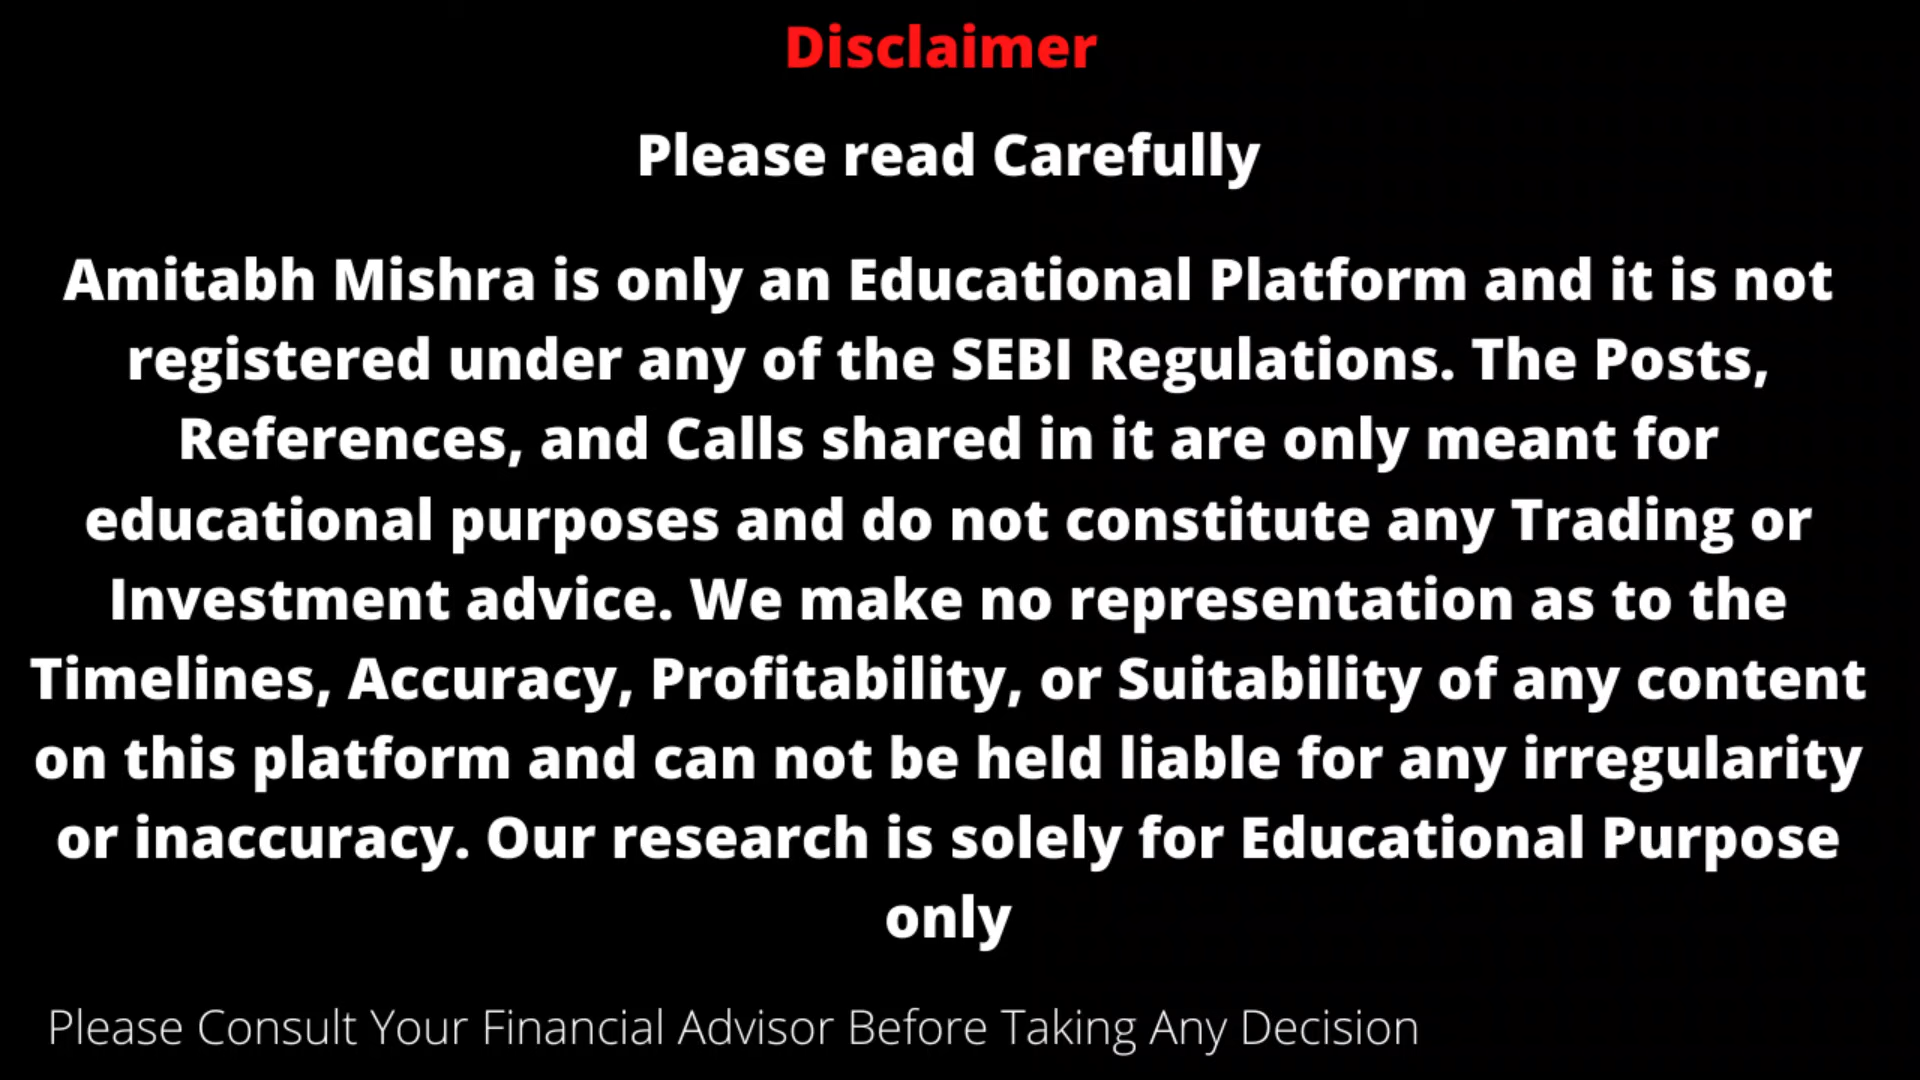 Disclaimer
Please read Carefully
Amitabh Mishra is only an Educational Platform and it is not
registered under any of the SEBI Regulations. The Posts,
References, and Calls shared in it are only meant for
educational purposes and do not constitute any Trading or
Investment advice. We make no representation as to the
Timelines, Accuracy, Profitability, or Suitability of any content
on this platform and can not be held liable for any irregularity
or inaccuracy. Our research is solely for Educational Purpose
only
Please Consult Your Financial Advisor Before Taking Any Decision